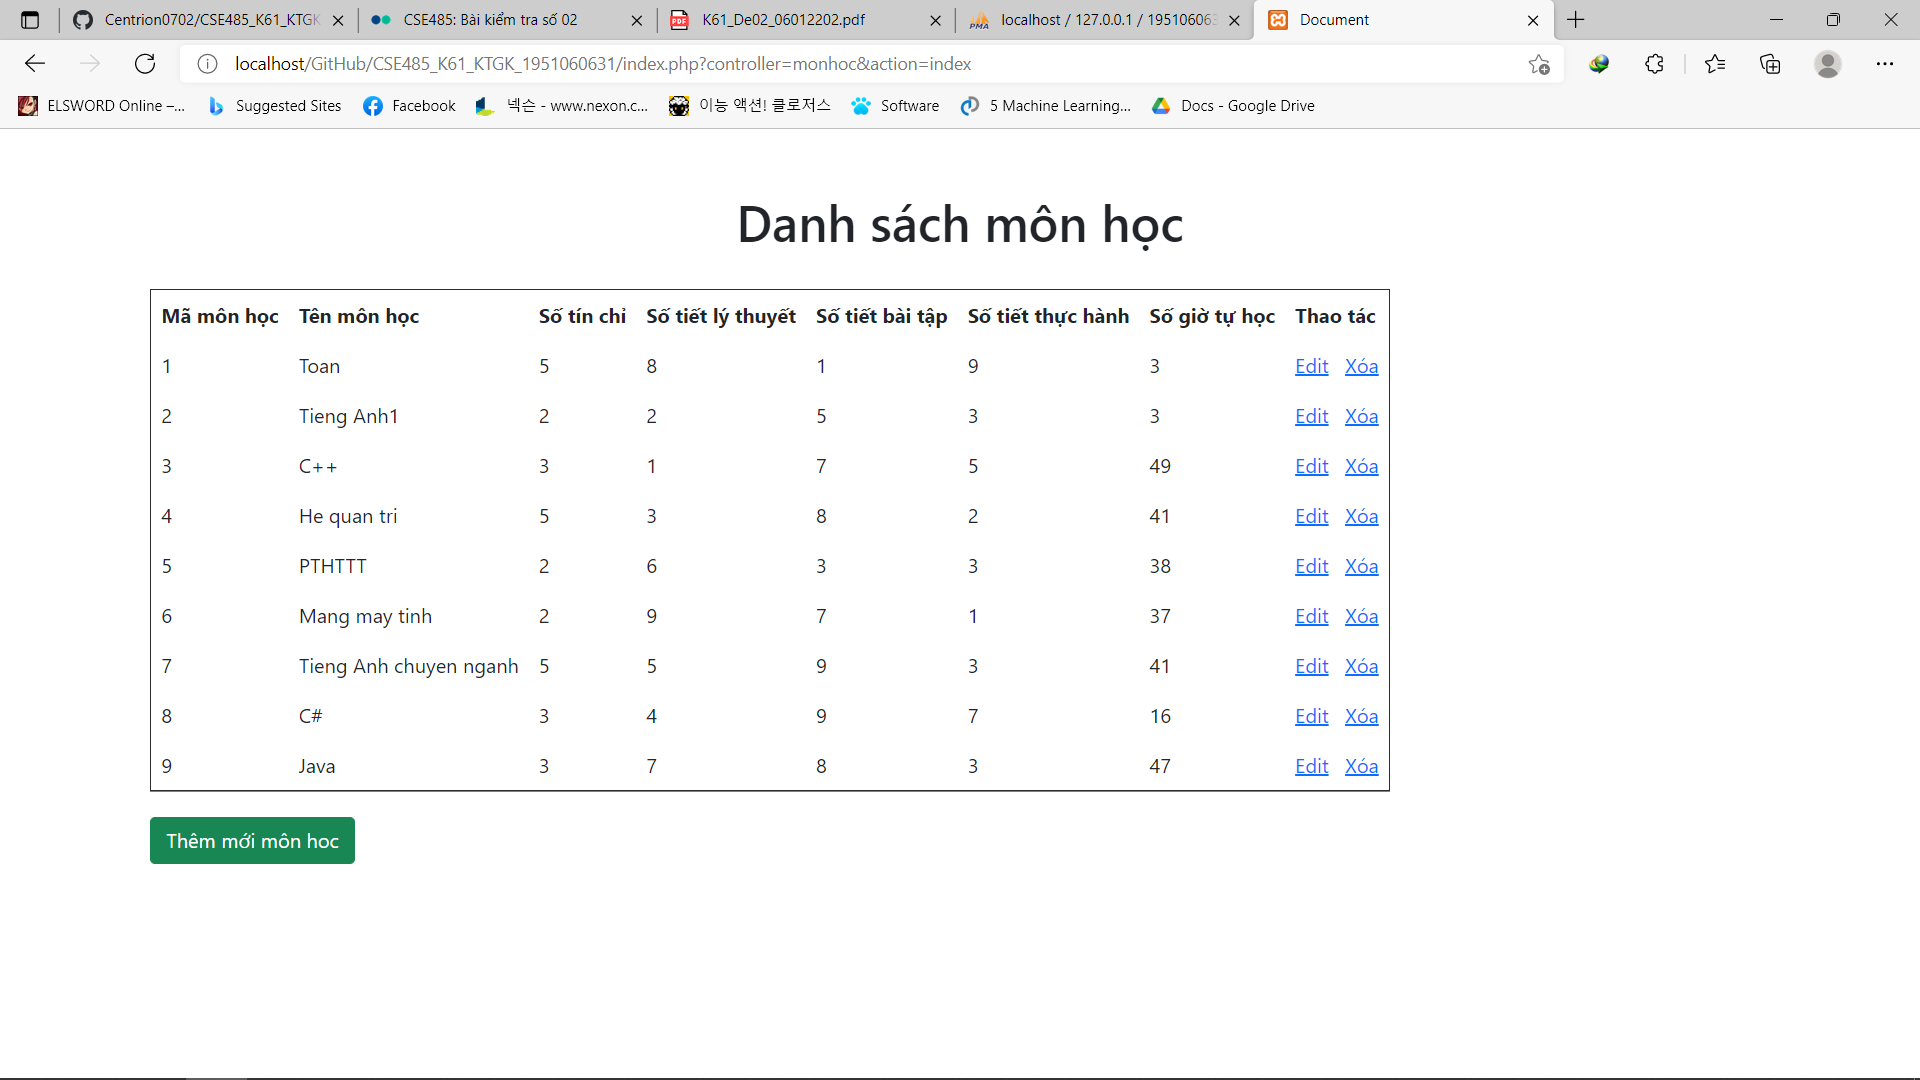 Centrion0702/CSE485_K61_KTGK
CSE485: Bài kiểm tra số 02
K61_De02_06012202.pdf
localhost / 127.0.0.1 / 195106063
Document
localhost/GitHub/CSE485_K61_KTGK_1951060631/index.php?controller=monhoc&action=index
ELSWORD Online –...
Suggested Sites
Facebook
넥슨 - www.nexon.c...
이능 액션! 클로저스
Software
5 Machine Learning...
Docs - Google Drive
Danh sách môn học
Mã môn học Tên môn học Số tín chỉ Số tiết lý thuyết Số tiết bài tập Số tiết thực hành Số giờ tự học Thao tác
1 Toan 5 8 1 9 3 Edit Xóa
2 Tieng Anh1 2 2 5 3 3 Edit Xóa
3 C++ 3 1 7 5 49 Edit Xóa
4 He quan tri 5 3 8 2 41 Edit Xóa
5 PTHTTT 2 6 3 3 38 Edit Xóa
6 Mang may tinh 2 9 7 1 37 Edit Xóa
7 Tieng Anh chuyen nganh 5 5 9 3 41 Edit Xóa
8 C# 3 4 9 7 16 Edit Xóa
9 Java 3 7 8 3 47 Edit Xóa
Thêm mới môn hoc